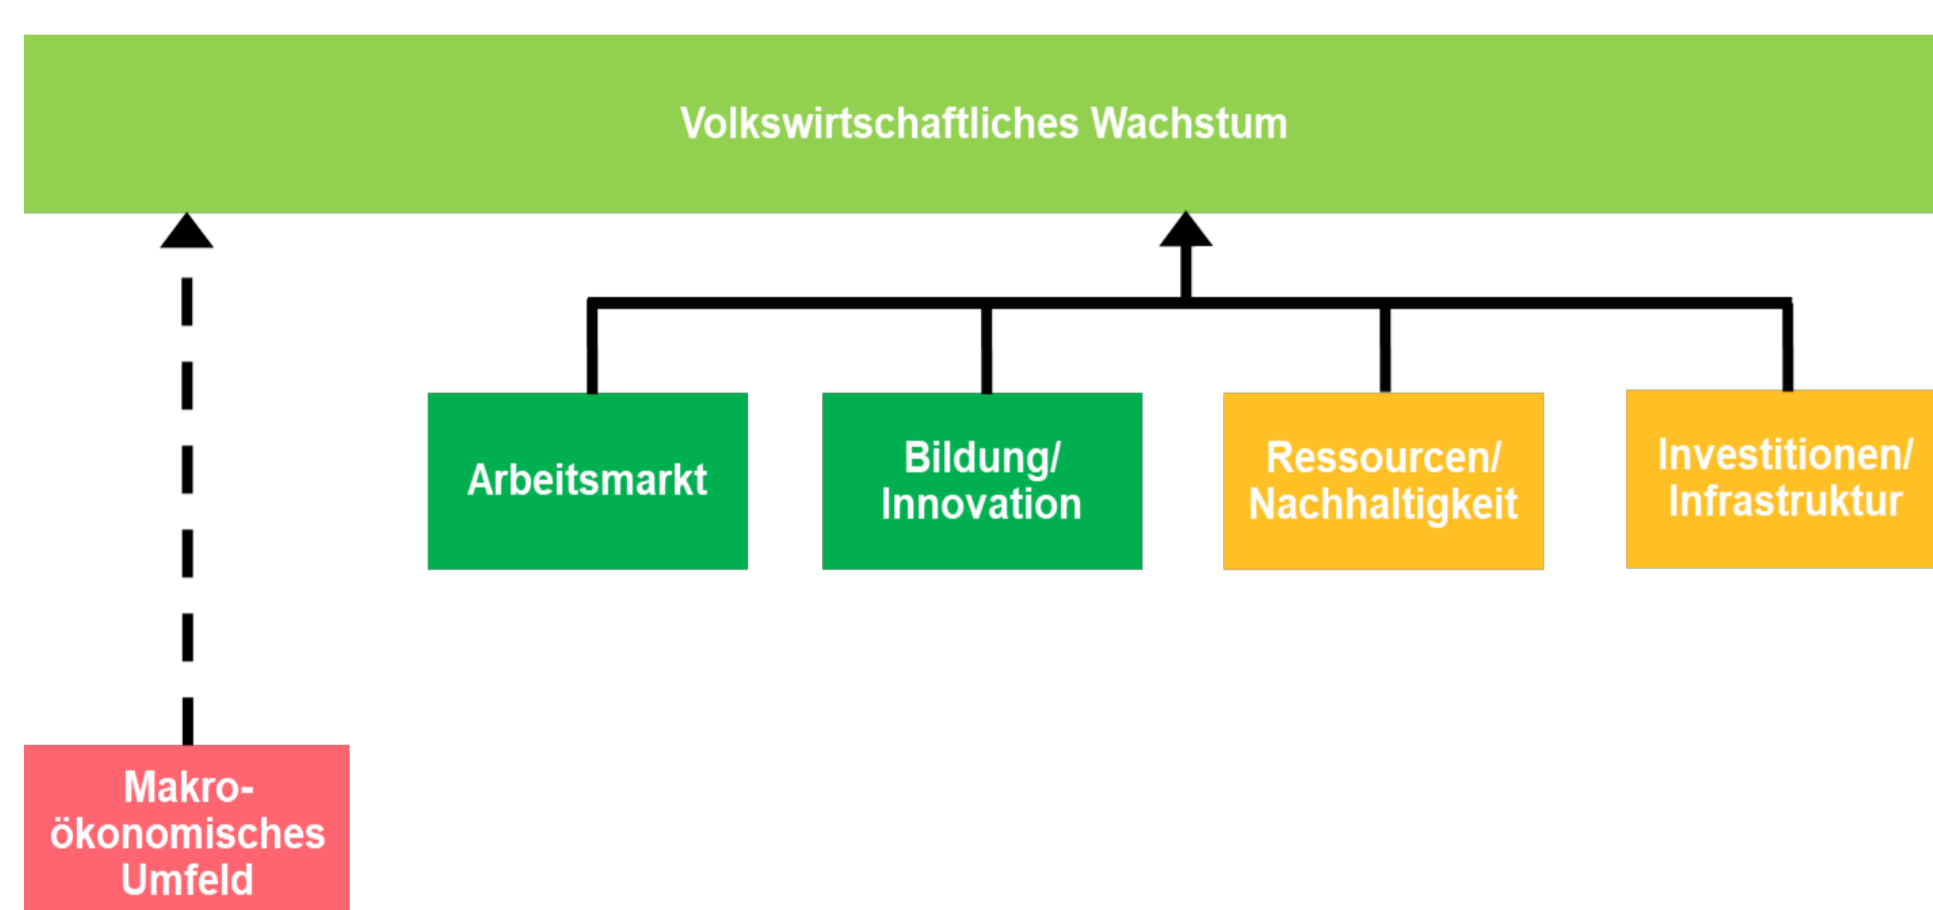 Volkswirtschaftliches Wachstum
Arbeitsmarkt
Bildung/
Innovation
Ressourcen/
Nachhaltigkeit
Investitionen/
Infrastruktur
Makro-
ökonomisches
Umfeld